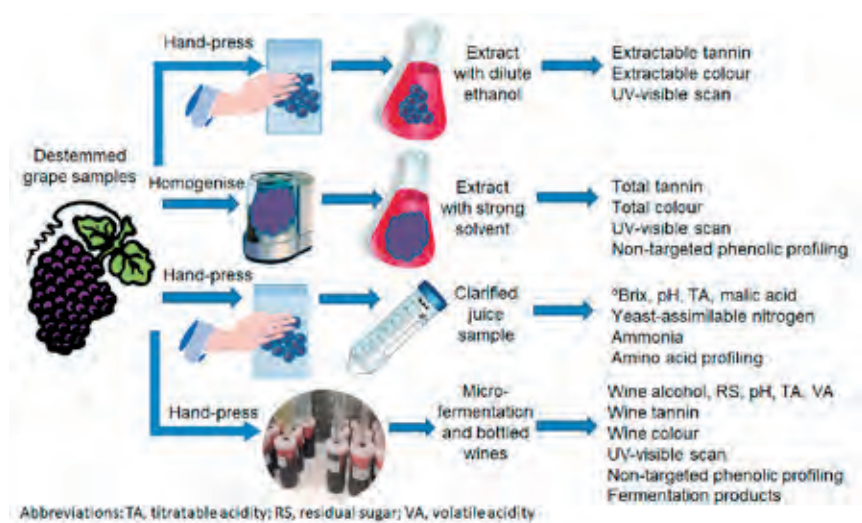 Hand-press
Extract
with dilute
ethanol
Extractable tannin
Extractable colour
UV-visible scan
Destemmed
grape samples
Homogenise
Extract
with strong
solvent
Total tannin
Total colour
UV-visible scan
Non-targeted phenolic profiling
Hand-press
Clarified
juice
sample
ºBrix, pH, TA, malic acid
Yeast-assimilable nitrogen
Ammonia
Amino acid profiling
Hand-press
Micro-
fermentation
and bottled
wines
Wine alcohol, RS, pH, TA, VA
Wine tannin
Wine colour
UV-visible scan
Non-targeted phenolic profiling
Fermentation products
Abbreviations: TA, titratable acidity; RS, residual sugar; VA, volatile acidity